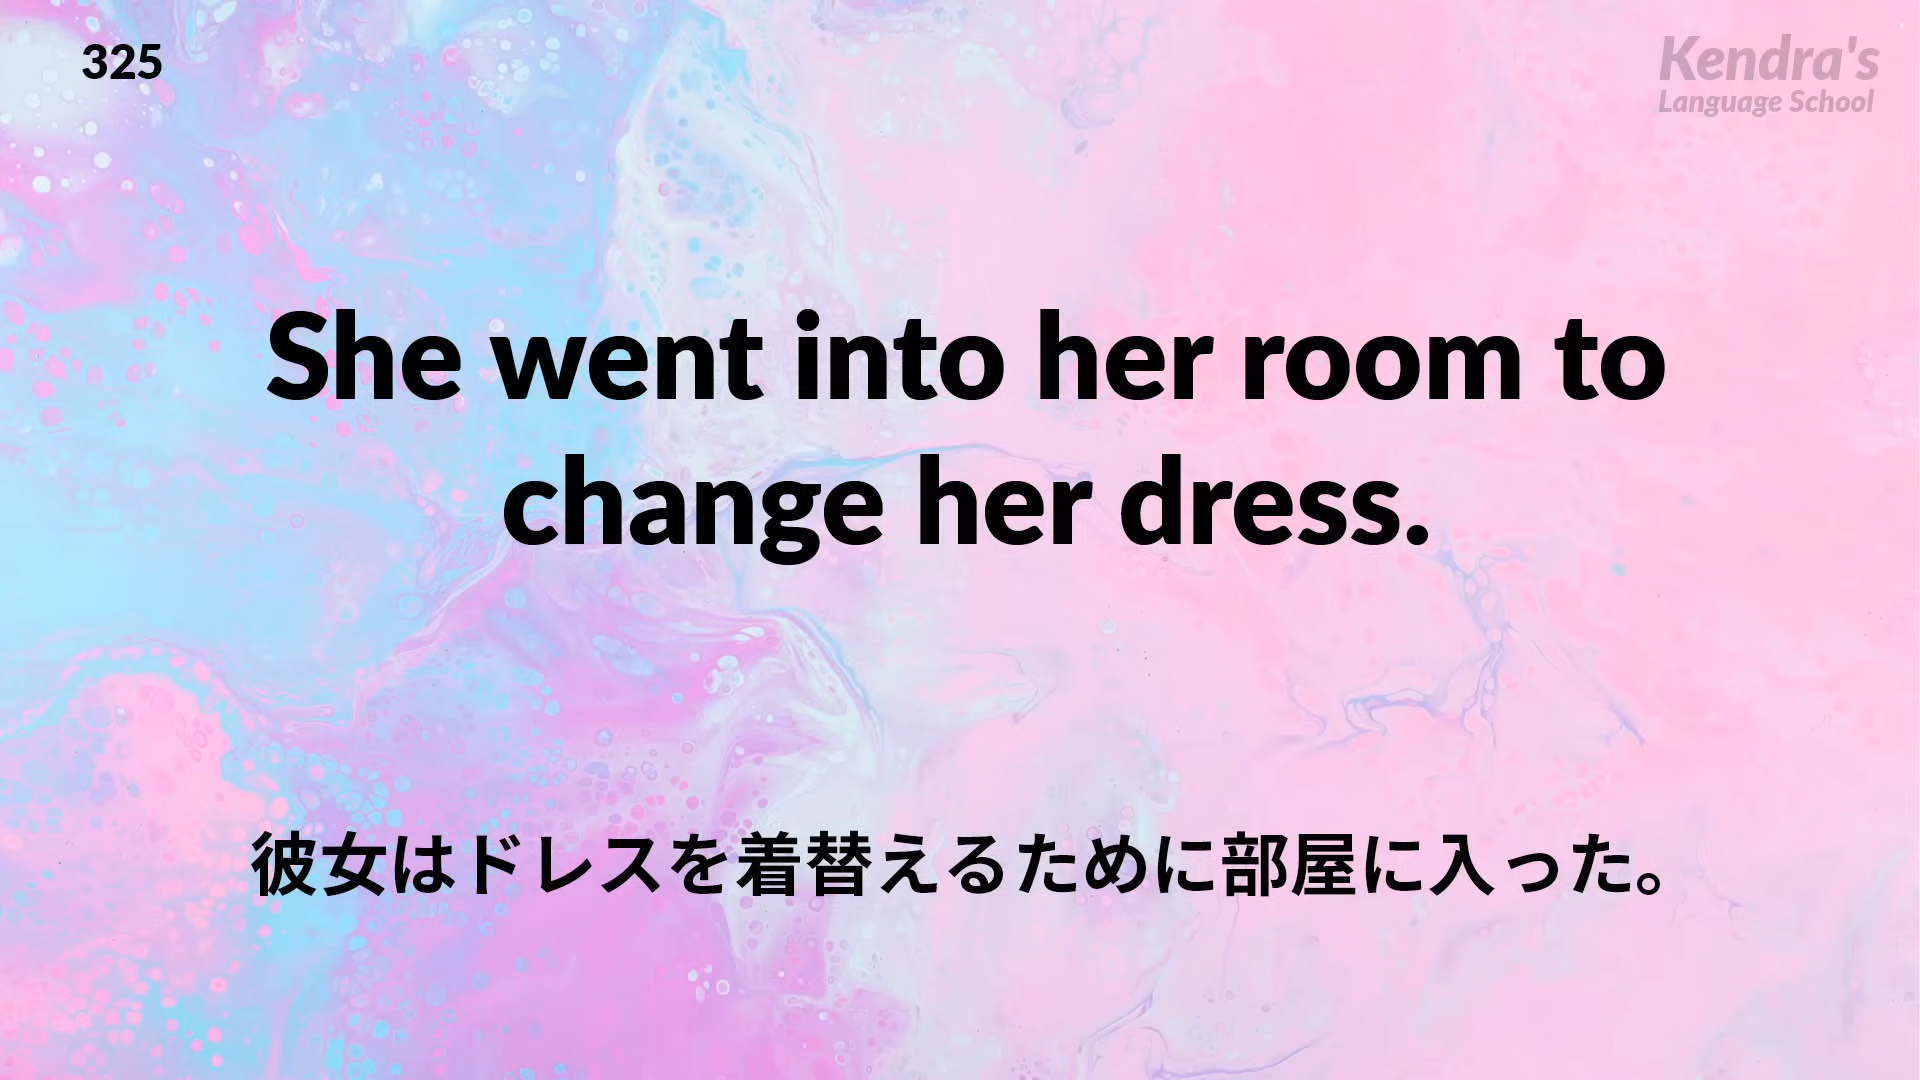 325
Kendra's
Language School
She went into her room to
change her dress.
彼女はドレスを着替えるために部屋に入った。